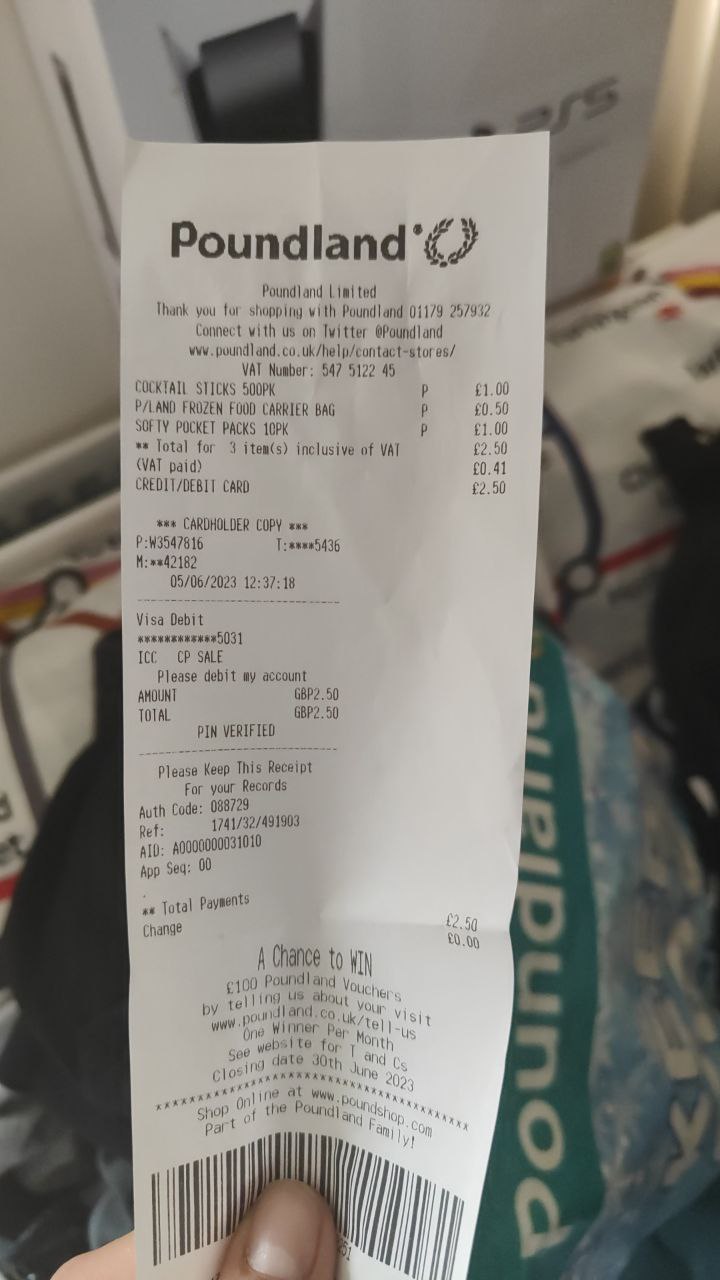 PS5
Poundland
Poundland Limited
Thank you for shopping with Poundland 01179 257932
Connect with us on Twitter @Poundland
www.poundland.co.uk/help/contact-stores/
VAT Number: 547 5122 45
COCKTAIL STICKS 500PK P £1.00
P/LAND FROZEN FOOD CARRIER BAG P £0.50
SOFTY POCKET PACKS 10PK P £1.00
** Total for 3 item(s) inclusive of VAT £2.50
(VAT paid) £0.41
CREDIT/DEBIT CARD £2.50
*** CARDHOLDER COPY ***
P:W3547816 T:****5436
M:**42182
05/06/2023 12:37:18
Visa Debit
************5031
ICC CP SALE
Please debit my account
AMOUNT GBP2.50
TOTAL GBP2.50
PIN VERIFIED
Please Keep This Receipt
For your Records
Auth Code: 088729
Ref: 1741/32/491903
AID: A0000000031010
App Seq: 00
.
** Total Payments £2.50
Change £0.00
A Chance to WIN
£100 Poundland Vouchers
by telling us about your visit
www.poundland.co.uk/tell-us
One Winner Per Month
See website for T and Cs
Closing date 30th June 2023
****************************************
Shop Online at www.poundshop.com
Part of the Poundland Family!
poundland